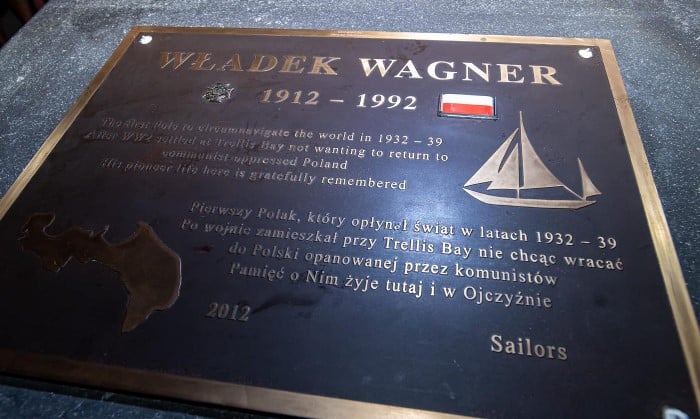 WŁADEK WAGNER
1912 – 1992
The first Pole to circumnavigate the world in 1932 – 39
After WW2 settled at Trellis Bay not wanting to return to
communist oppressed Poland
His pioneer life here is gratefully remembered
Pierwszy Polak, który opłynął świat w latach 1932 – 39
Po wojnie zamieszkał przy Trellis Bay nie chcąc wracać
do Polski opanowanej przez komunistów
Pamięć o Nim żyje tutaj i w Ojczyźnie
2012
Sailors